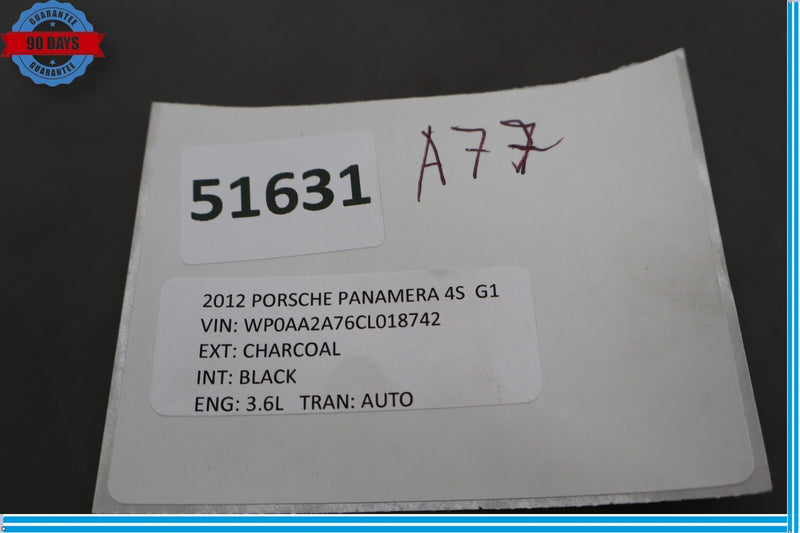 GUARANTEE
90 DAYS
GUARANTEE
A77
51631
2012 PORSCHE PANAMERA 4S G1
VIN: WP0AA2A76CL018742
EXT: CHARCOAL
INT: BLACK
ENG: 3.6L TRAN: AUTO